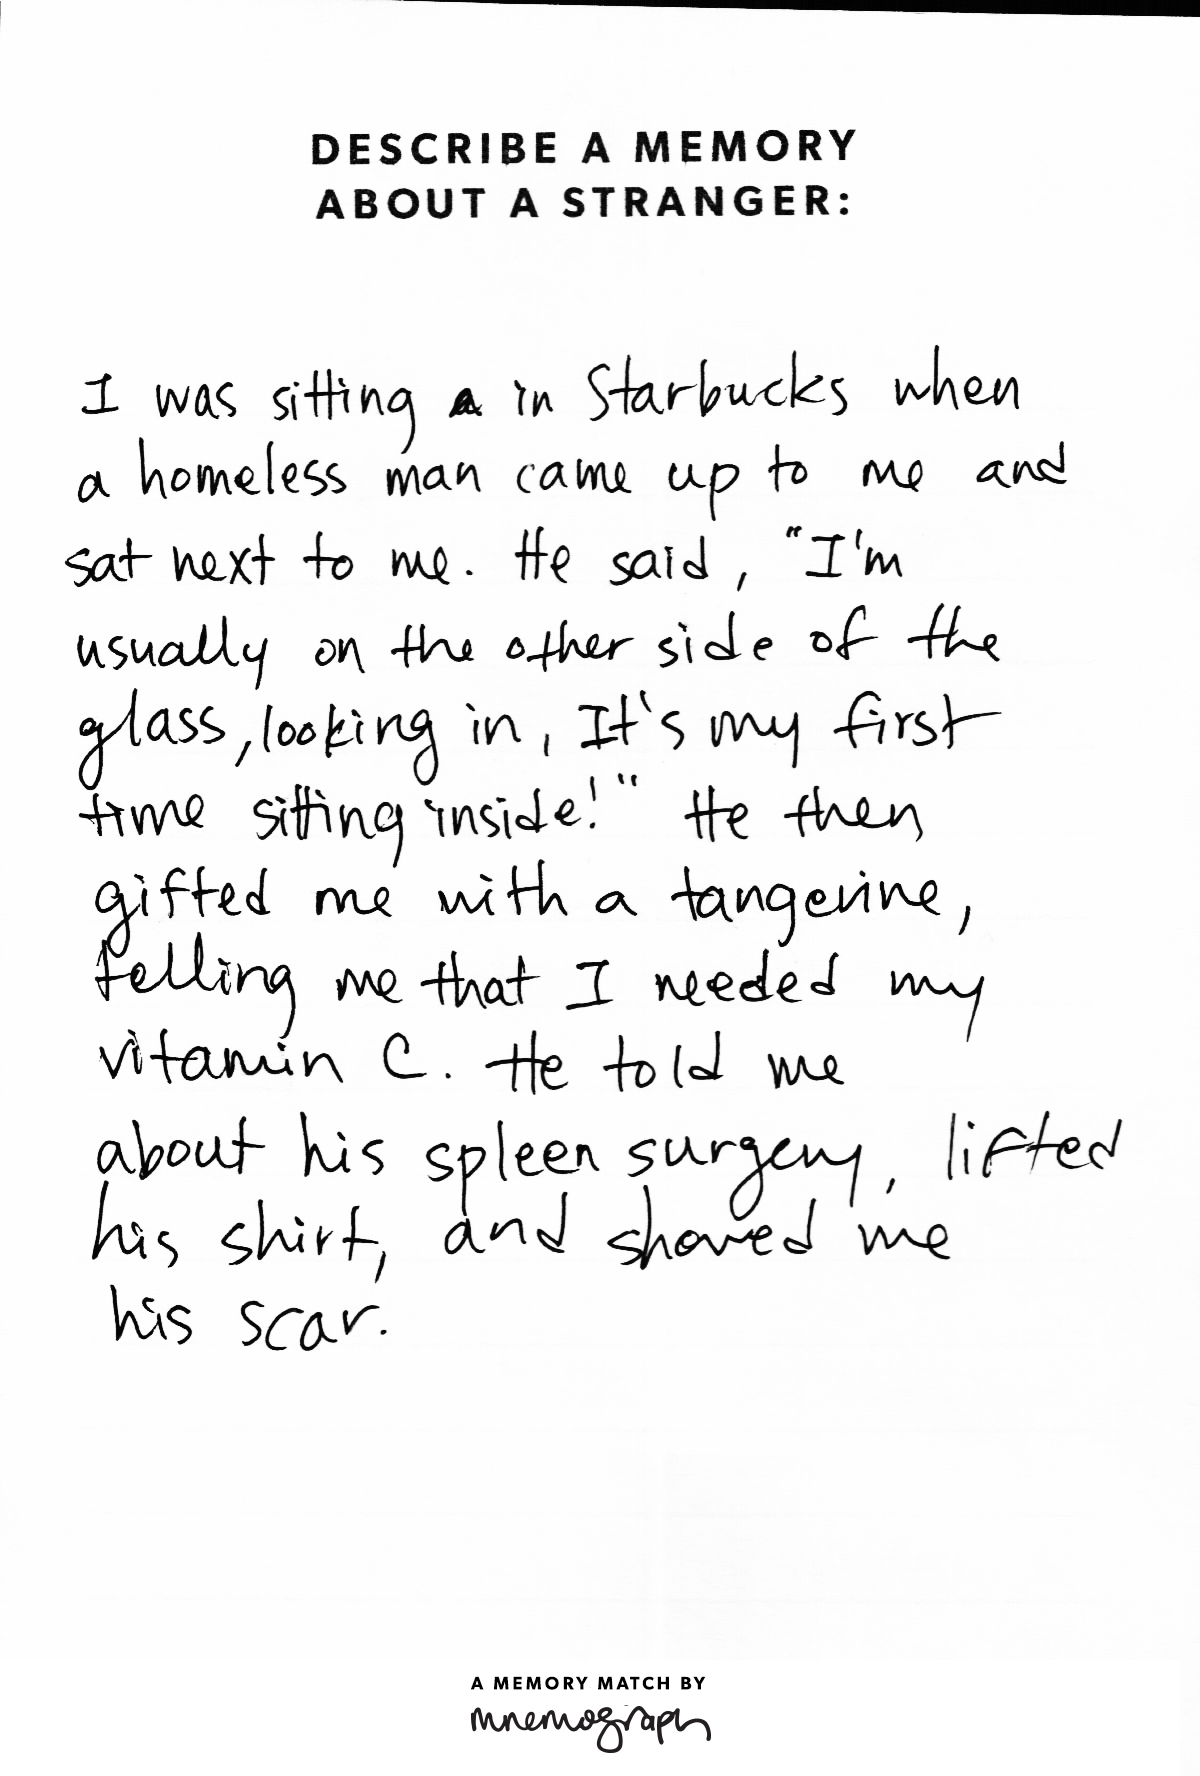 DESCRIBE A MEMORY
ABOUT A STRANGER:
I was sitting in Starbucks when
a homeless man came up to me and
sat next to me. He said, "I'm
usually on the other side of the
glass, looking in, It's my first
time sitting inside!" He then
gifted me with a tangerine,
telling me that I needed my
vitamin C. He told me
about his spleen surgery, lifted
his shirt, and showed me
his scar.
A MEMORY MATCH BY
mnemograph